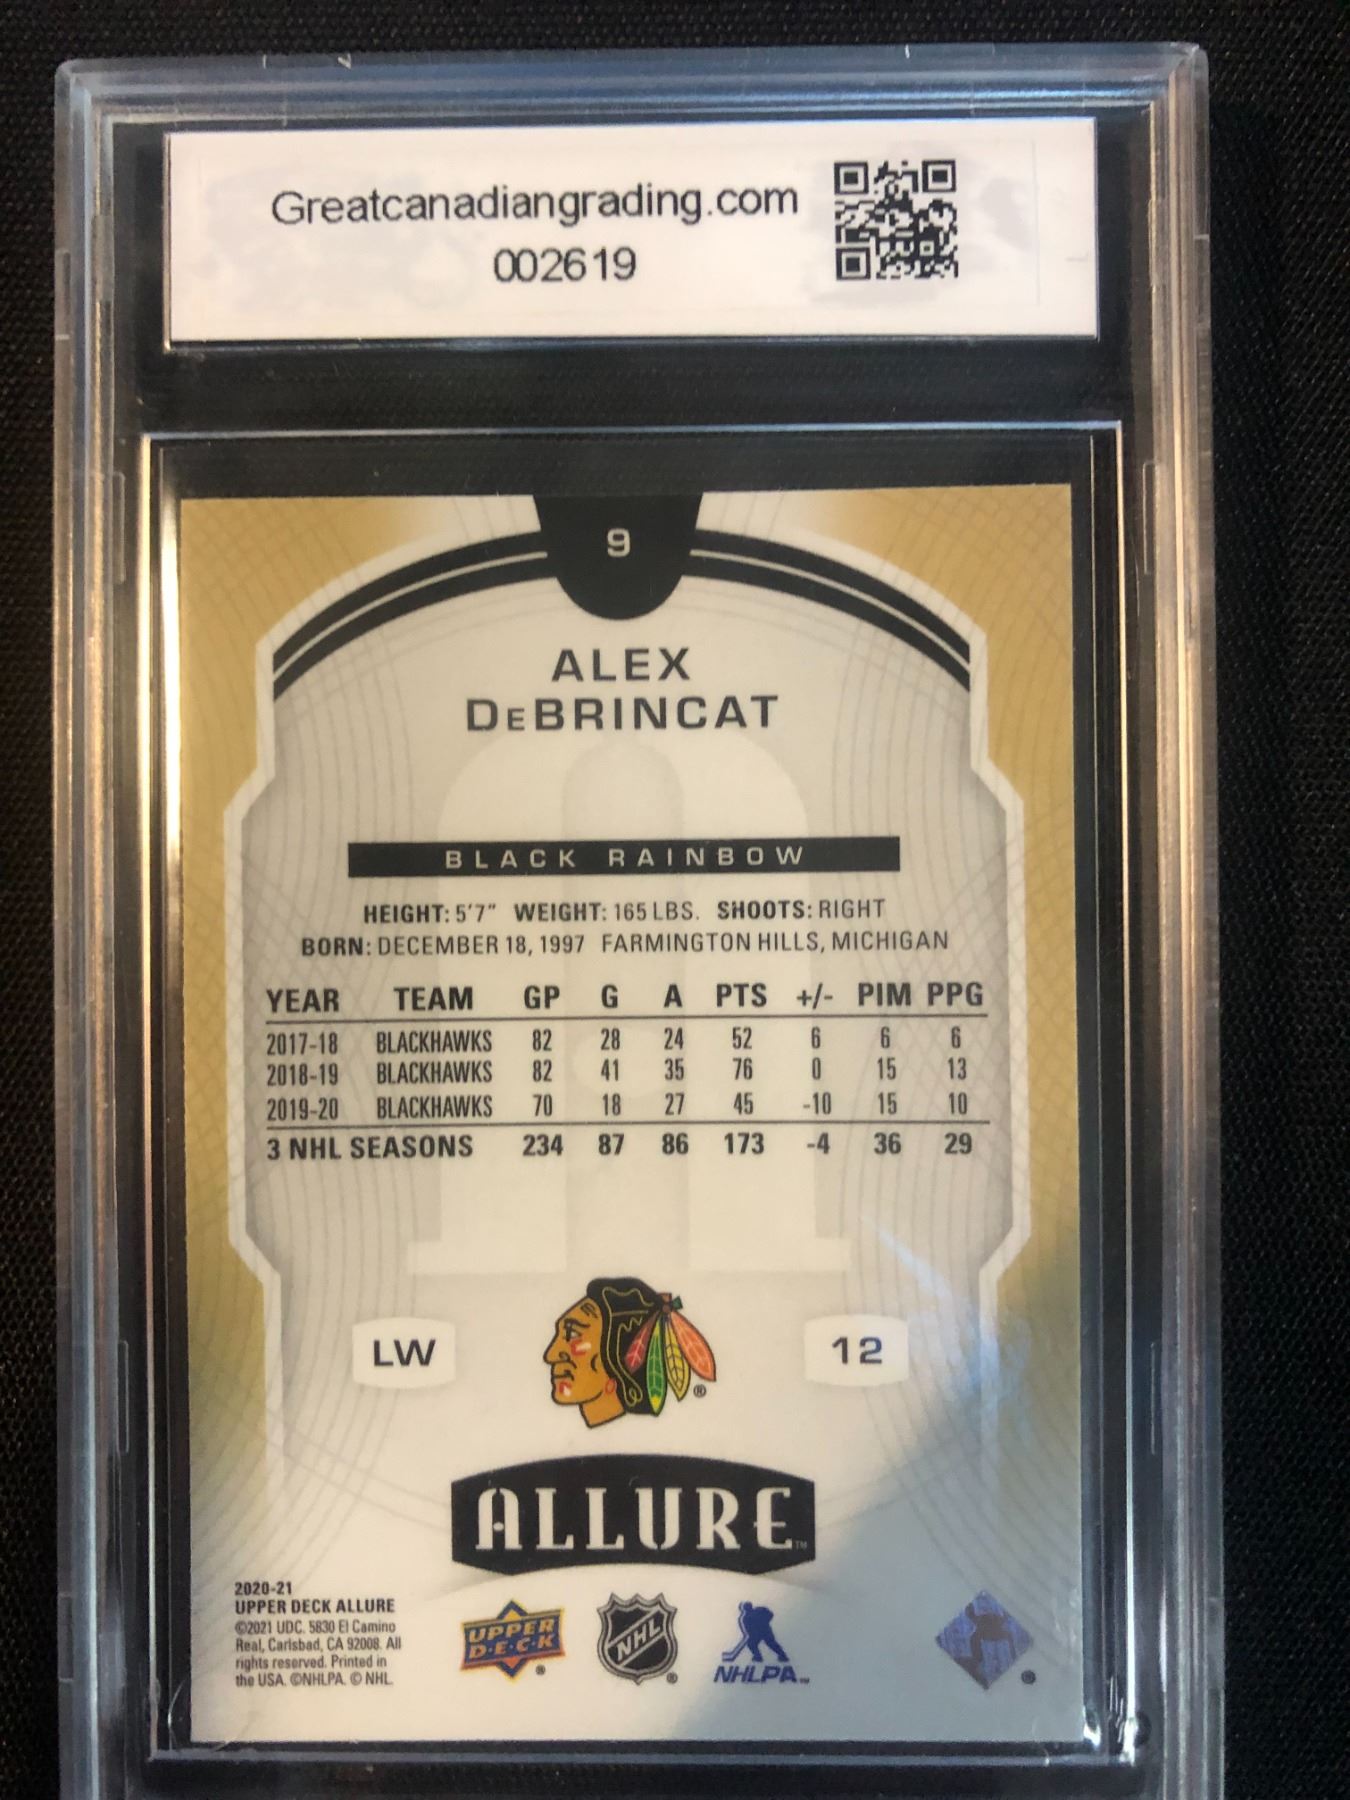 Greatcanadiangrading.com
002619
9
ALEX
DeBRINCAT
BLACK RAINBOW
HEIGHT: 5'7" WEIGHT: 165 LBS. SHOOTS: RIGHT
BORN: DECEMBER 18, 1997 FARMINGTON HILLS, MICHIGAN
YEAR TEAM GP G A PTS +/- PIM PPG
2017-18 BLACKHAWKS 82 28 24 52 6 6 6
2018-19 BLACKHAWKS 82 41 35 76 0 15 13
2019-20 BLACKHAWKS 70 18 27 45 -10 15 10
3 NHL SEASONS 234 87 86 173 -4 36 29
LW
®
12
ALLURE™
2020-21
UPPER DECK ALLURE
©2021 UDC. 5830 El Camino
Real, Carlsbad, CA 92008. All
rights reserved. Printed in
the USA. ©NHLPA. © NHL.
UPPER
D·E·C·K ®
NHL ®
NHLPA™
®